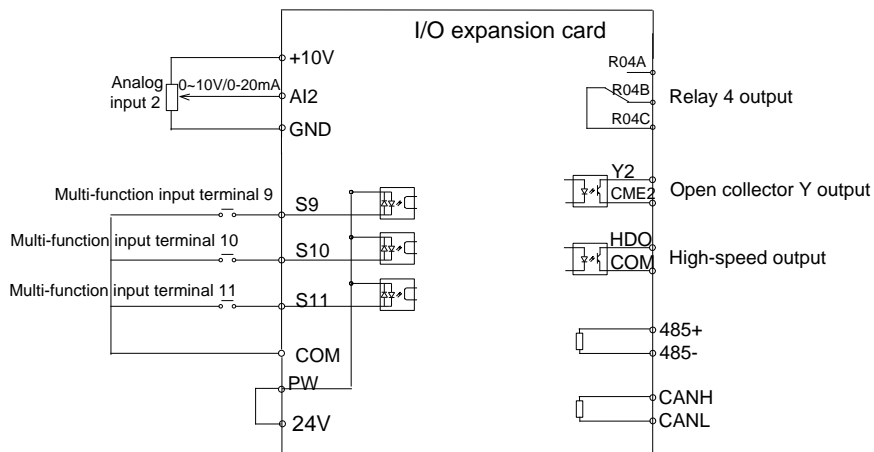 I/O expansion card
+10V
Analog
input 2
0~10V/0-20mA
AI2
GND
Multi-function input terminal 9
S9
Multi-function input terminal 10
S10
Multi-function input terminal 11
S11
COM
PW
24V
R04A
R04B
Relay 4 output
R04C
Y2
Open collector Y output
CME2
HDO
High-speed output
COM
485+
485-
CANH
CANL